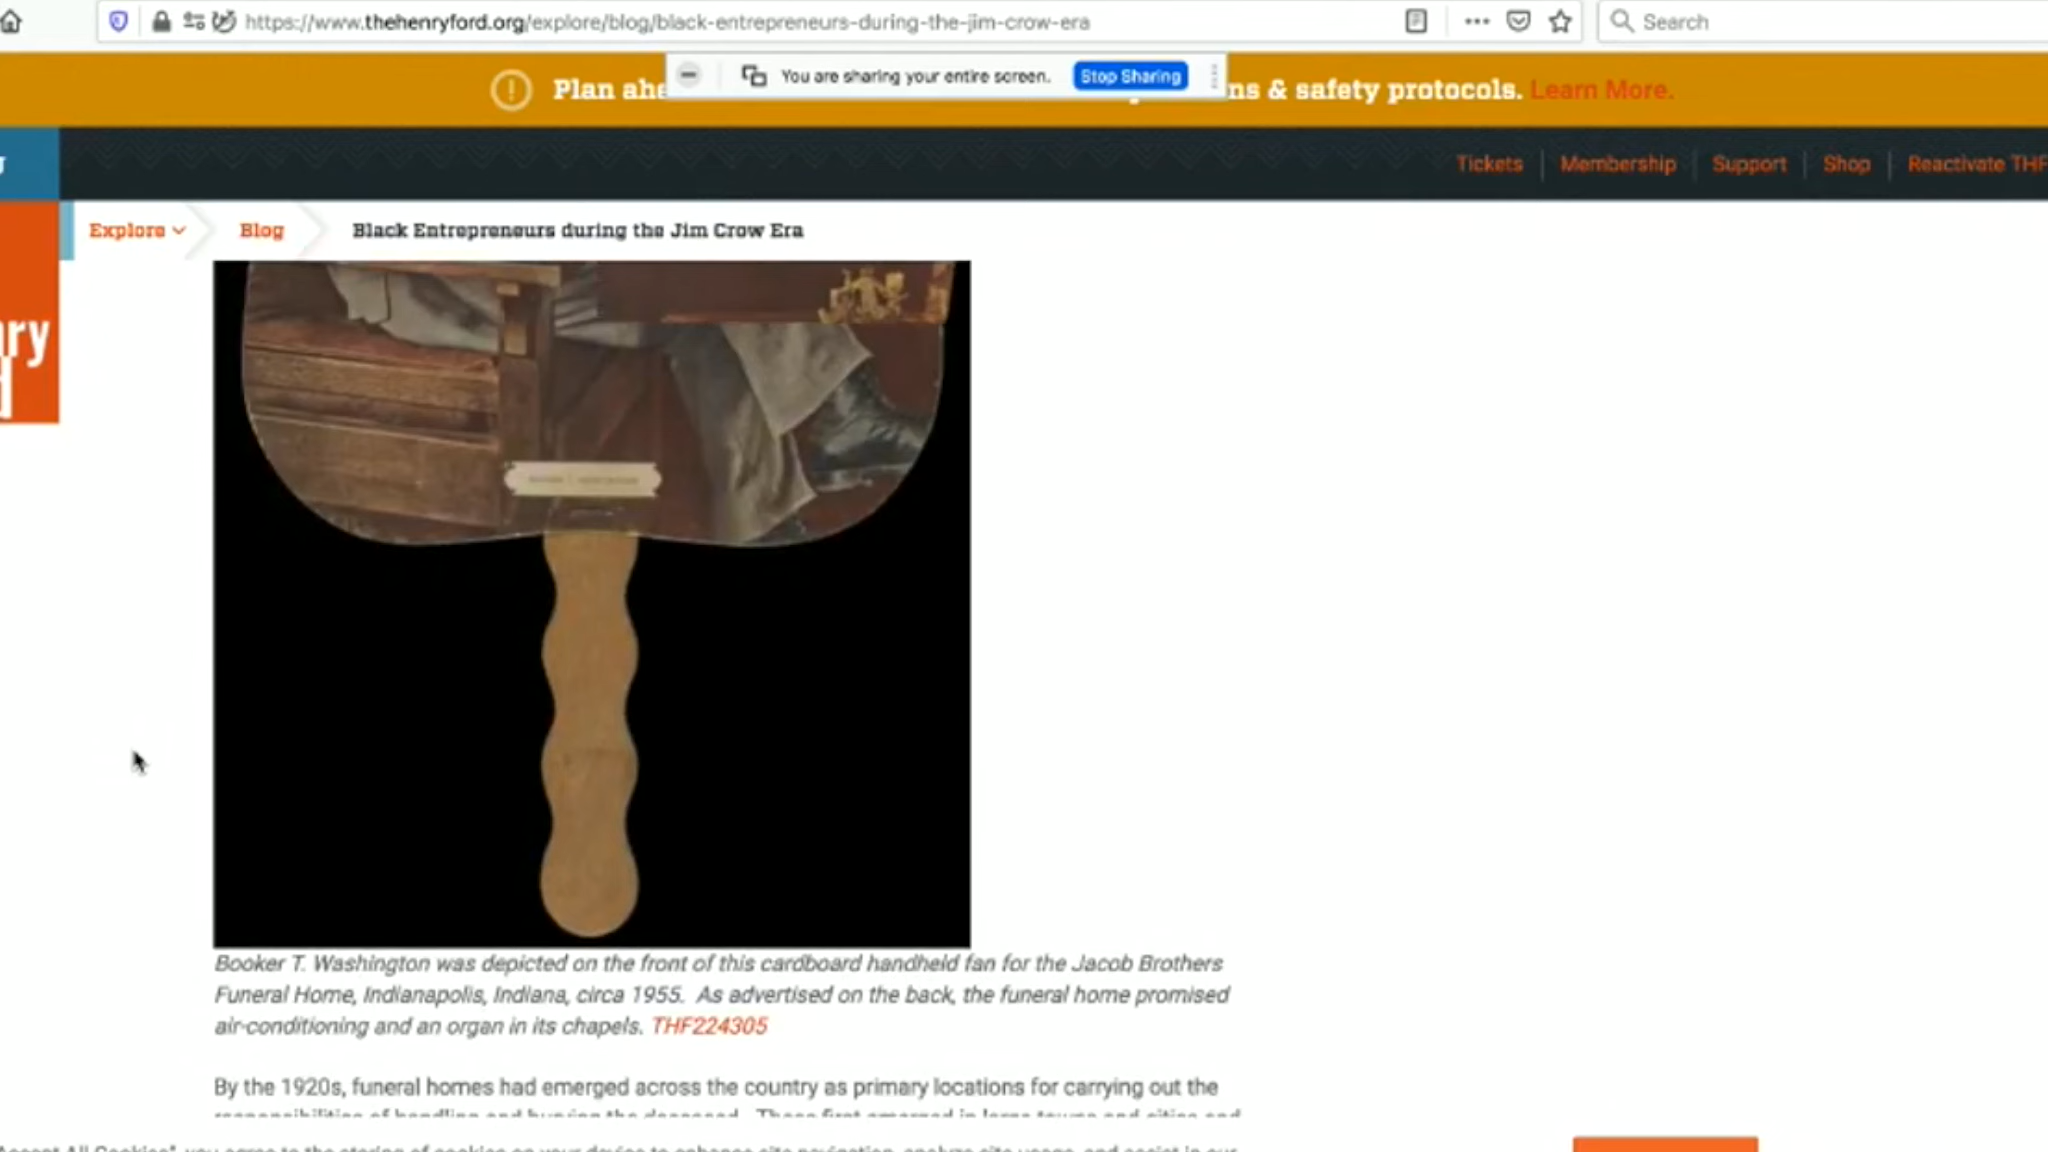 https://www.thehenryford.org/explore/blog/black-entrepreneurs-during-the-jim-crow-era
Search
You are sharing your entire screen.
Stop Sharing
Plan ahe
ns & safety protocols. Learn More.
Tickets
Membership
Support
Shop
Reactivate THF
Explore
Blog
Black Entrepreneurs during the Jim Crow Era
ry
Booker T. Washington was depicted on the front of this cardboard handheld fan for the Jacob Brothers
Funeral Home, Indianapolis, Indiana, circa 1955. As advertised on the back, the funeral home promised
air-conditioning and an organ in its chapels. THF224305
By the 1920s, funeral homes had emerged across the country as primary locations for carrying out the